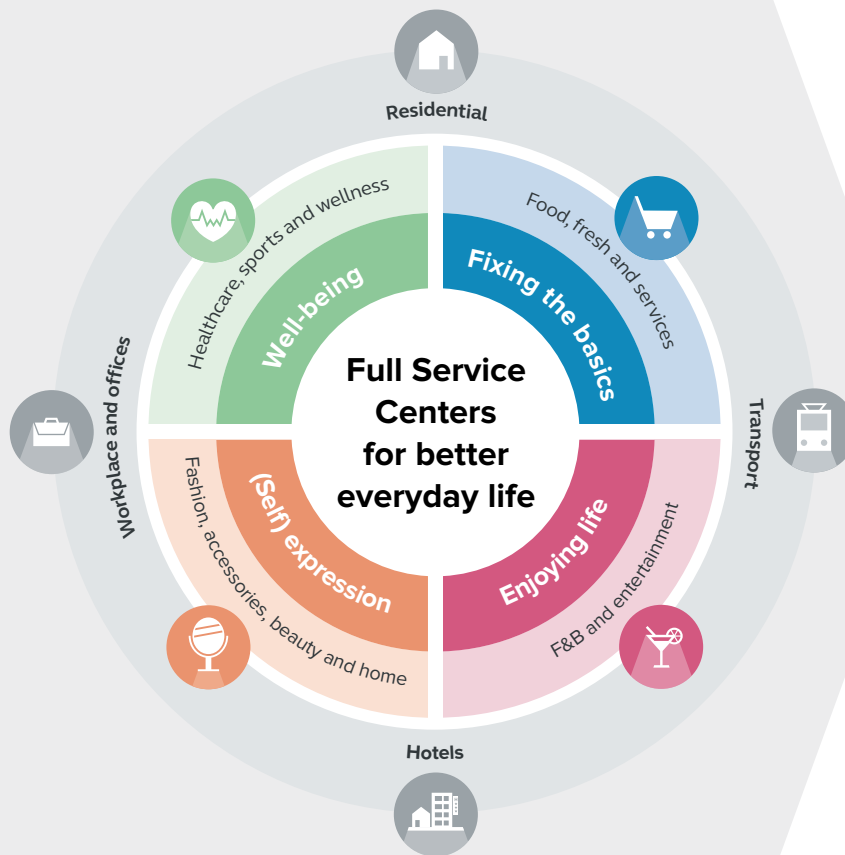 Residential
Healthcare, sports and wellness
Well-being
Food, fresh and services
Fixing the basics
Full Service
Centers
for better
everyday life
Workplace and offices
Transport
(Self) expression
Fashion, accessories, beauty and home
Enjoying life
F&B and entertainment
Hotels